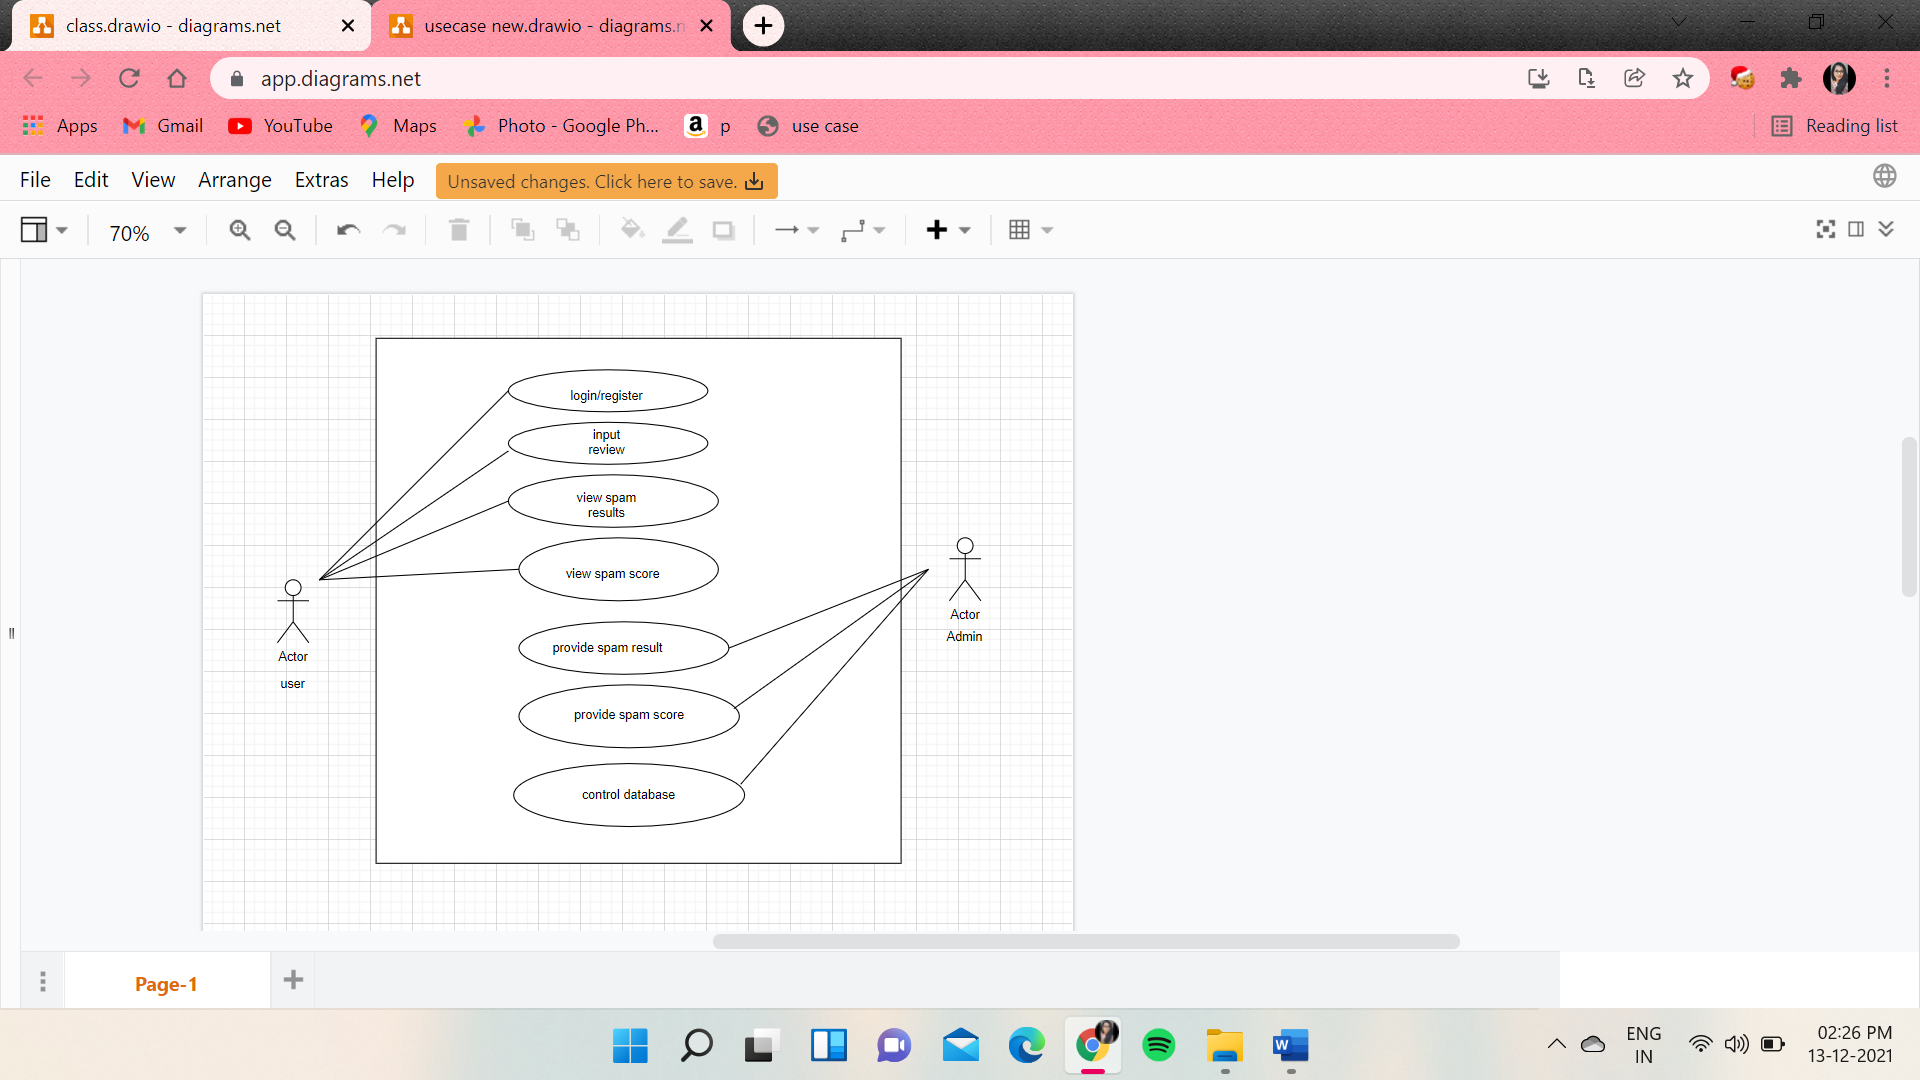 class.drawio - diagrams.net
usecase new.drawio - diagrams.n
app.diagrams.net
Apps
Gmail
YouTube
Maps
Photo - Google Ph...
p
use case
Reading list
File Edit View Arrange Extras Help
Unsaved changes. Click here to save.
70%
login/register
input
review
view spam
results
view spam score
Actor
Admin
provide spam result
Actor
user
provide spam score
control database
Page-1
ENG
IN
02:26 PM
13-12-2021